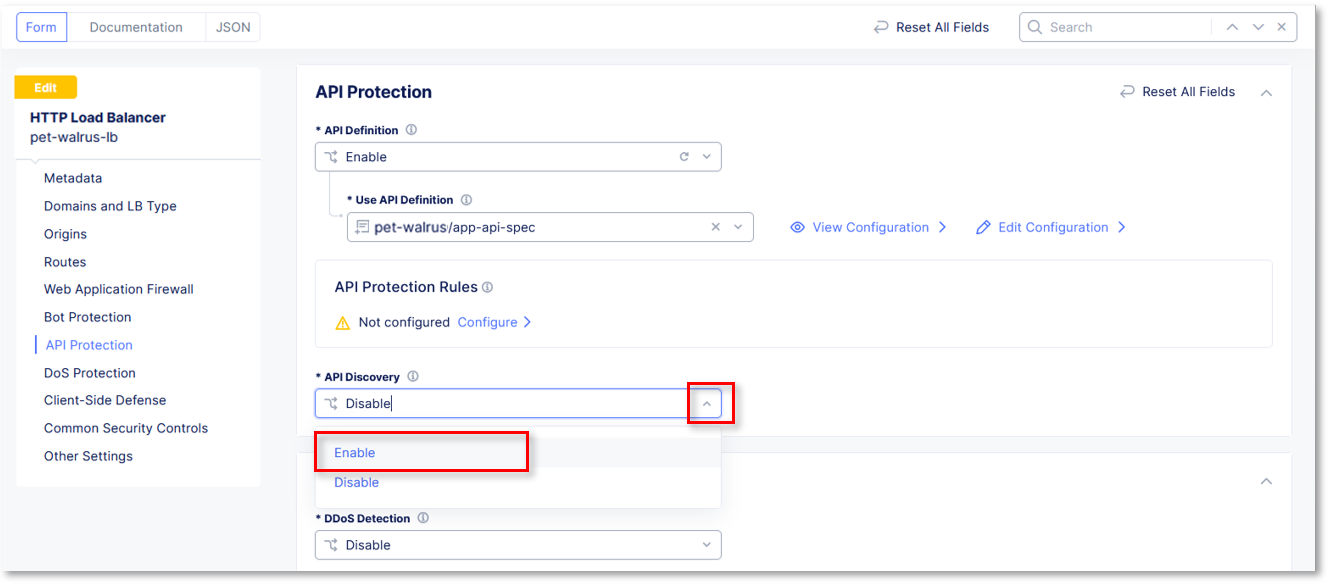 Form Documentation JSON Reset All Fields Search
Edit
HTTP Load Balancer
pet-walrus-lb
Metadata
Domains and LB Type
Origins
Routes
Web Application Firewall
Bot Protection
API Protection
DoS Protection
Client-Side Defense
Common Security Controls
Other Settings
API Protection Reset All Fields
* API Definition
Enable
* Use API Definition
pet-walrus/app-api-spec View Configuration Edit Configuration
API Protection Rules
Not configured Configure
* API Discovery
Disable
Enable
Disable
* DDoS Detection
Disable